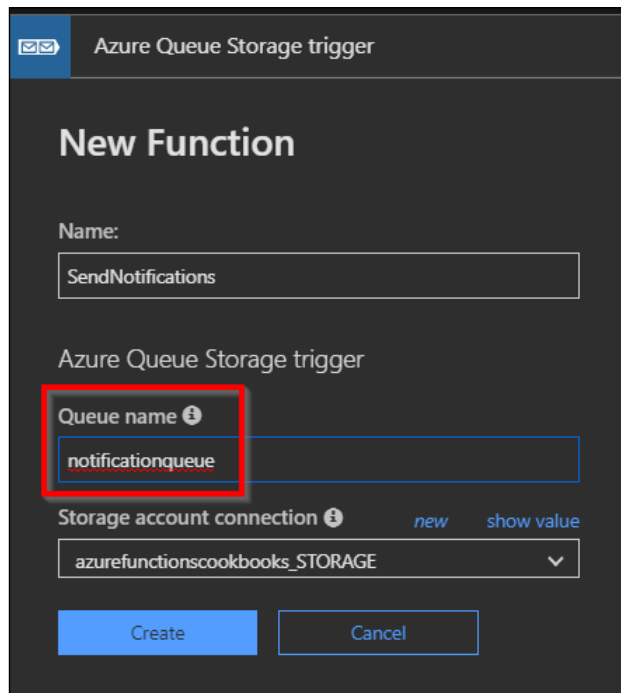 Azure Queue Storage trigger
New Function
Name:
SendNotifications
Azure Queue Storage trigger
Queue name
notificationqueue
Storage account connection new show value
azurefunctionscookbooks_STORAGE
Create Cancel